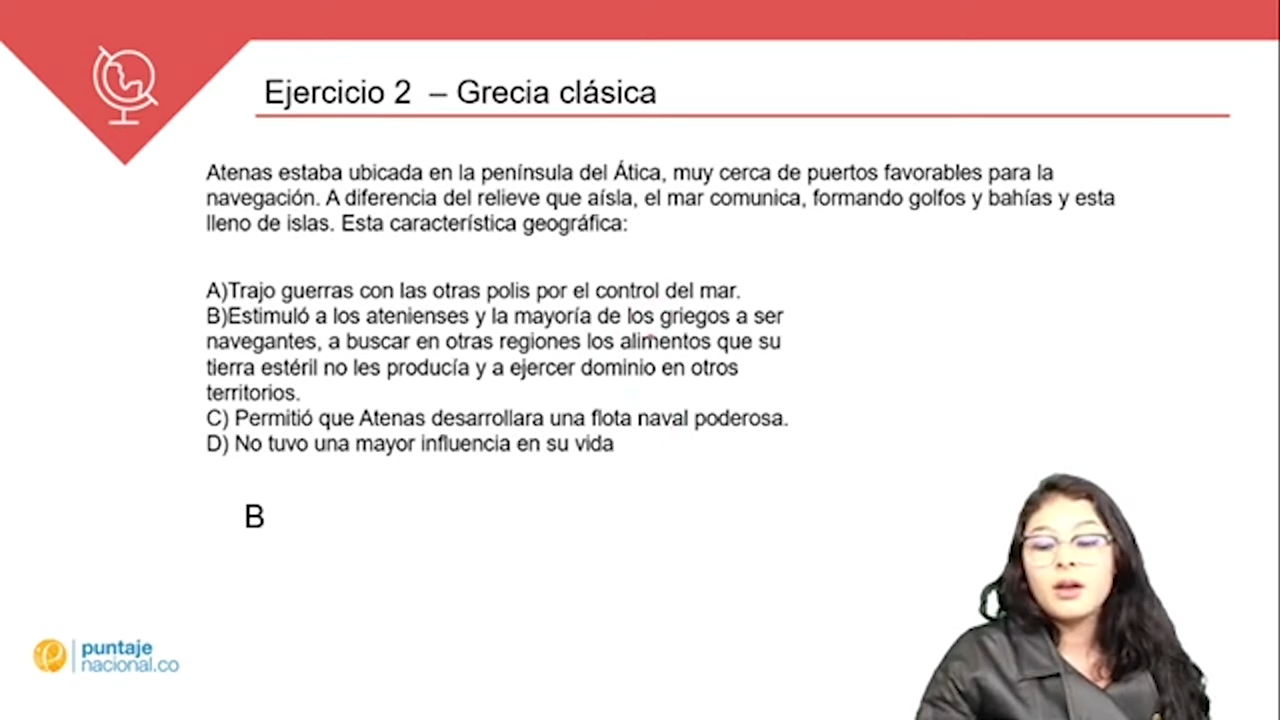 Ejercicio 2 – Grecia clásica
Atenas estaba ubicada en la península del Ática, muy cerca de puertos favorables para la
navegación. A diferencia del relieve que aísla, el mar comunica, formando golfos y bahías y esta
lleno de islas. Esta característica geográfica:
A)Trajo guerras con las otras polis por el control del mar.
B)Estimuló a los atenienses y la mayoría de los griegos a ser
navegantes, a buscar en otras regiones los alimentos que su
tierra estéril no les producía y a ejercer dominio en otros
territorios.
C) Permitió que Atenas desarrollara una flota naval poderosa.
D) No tuvo una mayor influencia en su vida
B
puntaje
nacional.co